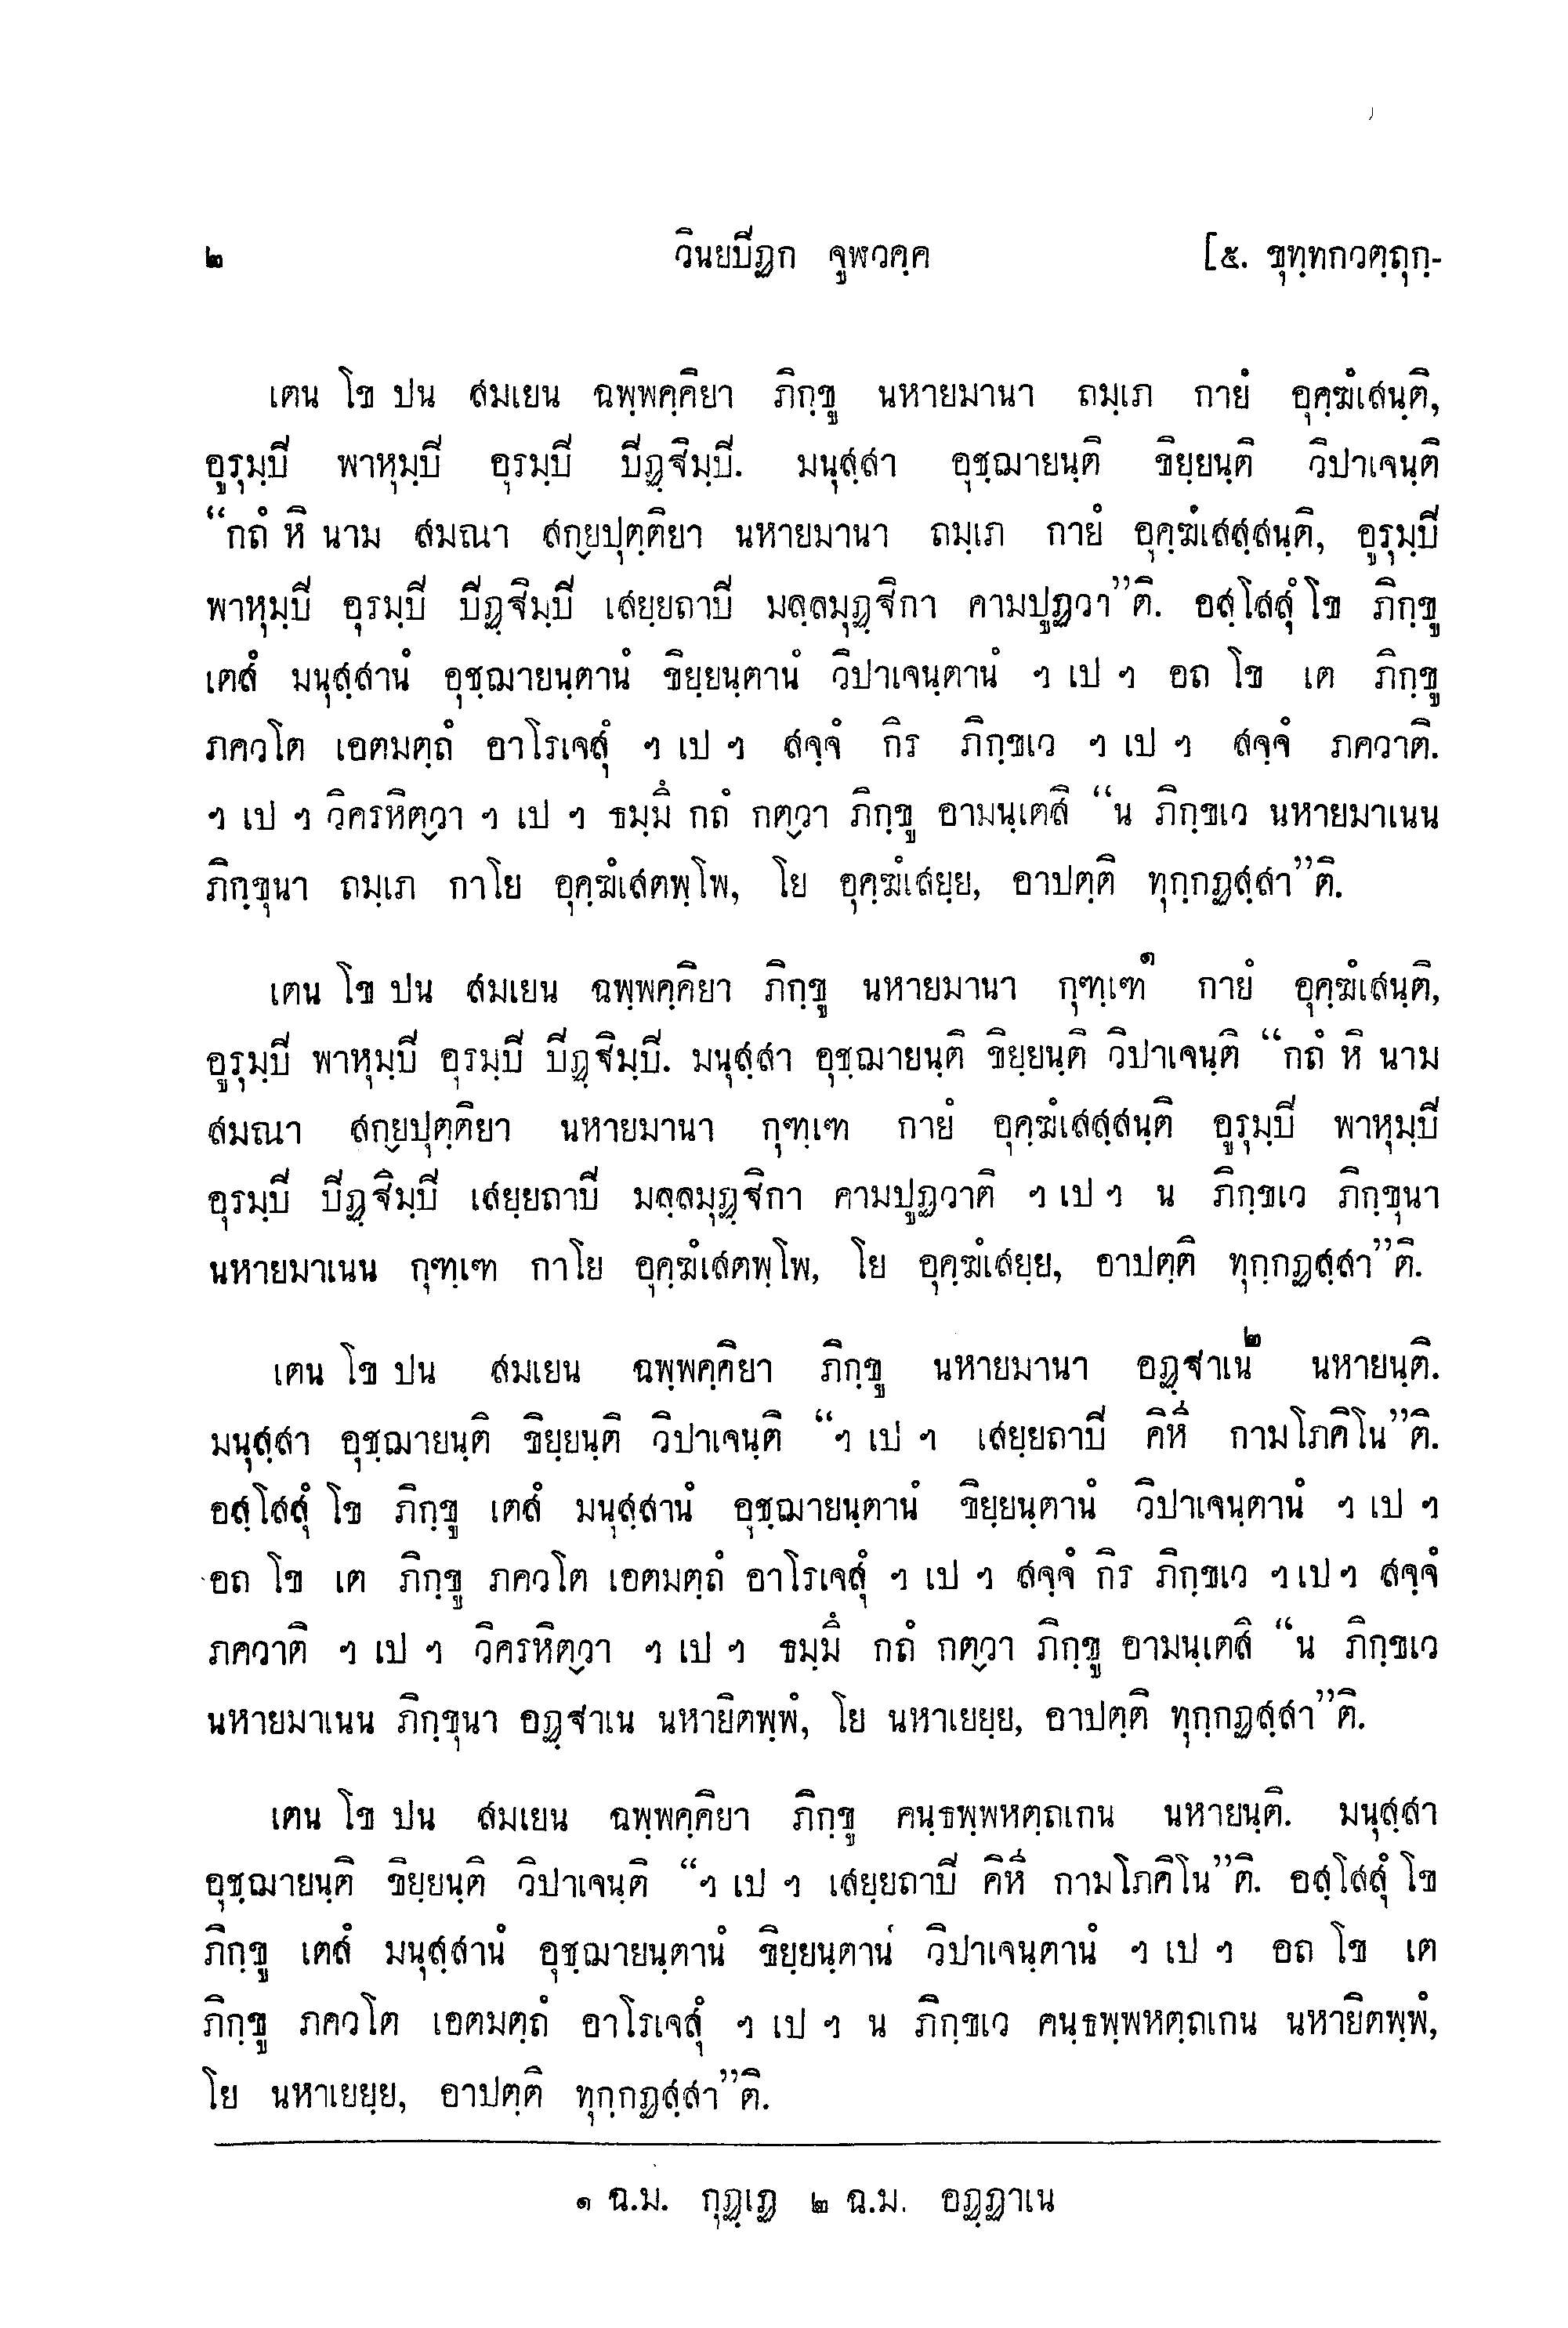 ๒ วินยปิฏก จูฬวคฺค [๕. ขุทฺทกวตฺถุกฺ-
เตน โข ปน สมเยน ฉพฺพคฺคิยา ภิกฺขู นหายมานา ถมฺเภ กายํ อุคฺฆํเสนฺติ,
อูรุมฺปิ พาหุมฺปิ อุรมฺปิ ปิฏฺฐิมฺปิ. มนุสฺสา อุชฺฌายนฺติ ขิยฺยนฺติ วิปาเจนฺติ
“กถํ หิ นาม สมณา สก๎ยปุตฺติยา นหายมานา ถมฺเภ กายํ อุคฺฆํเสสฺสนฺติ, อูรุมฺปิ
พาหุมฺปิ อุรมฺปิ ปิฏฺฐิมฺปิ เสยฺยถาปิ มลฺลมุฏฺฐิกา คามปูฏวา”ติ. อสฺโสสุํ โข ภิกฺขู
เตสํ มนุสฺสานํ อุชฺฌายนฺตานํ ขิยฺยนฺตานํ วิปาเจนฺตานํ ฯ เป ฯ อถ โข เต ภิกฺขู
ภควโต เอตมตฺถํ อาโรเจสุํ ฯ เป ฯ สจฺจํ กิร ภิกฺขเว ฯ เป ฯ สจฺจํ ภควาติ.
ฯ เป ฯ วิครหิต๎วา ฯ เป ฯ ธมฺมึ กถํ กต๎วา ภิกฺขู อามนฺเตสิ “น ภิกฺขเว นหายมาเนน
ภิกฺขุนา ถมฺเภ กาโย อุคฺฆํเสตพฺโพ, โย อุคฺฆํเสยฺย, อาปตฺติ ทุกฺกฏสฺสา”ติ.
เตน โข ปน สมเยน ฉพฺพคฺคิยา ภิกฺขู นหายมานา กุฑฺเฑ๑ กายํ อุคฺฆํเสนฺติ,
อูรุมฺปิ พาหุมฺปิ อุรมฺปิ ปิฏฺฐิมฺปิ. มนุสฺสา อุชฺฌายนฺติ ขิยฺยนฺติ วิปาเจนฺติ “กถํ หิ นาม
สมณา สก๎ยปุตฺติยา นหายมานา กุฑฺเฑ กายํ อุคฺฆํเสสฺสนฺติ อูรุมฺปิ พาหุมฺปิ
อุรมฺปิ ปิฏฺฐิมฺปิ เสยฺยถาปิ มลฺลมุฏฺฐิกา คามปูฏวาติ ฯ เป ฯ น ภิกฺขเว ภิกฺขุนา
นหายมาเนน กุฑฺเฑ กาโย อุคฺฆํเสตพฺโพ, โย อุคฺฆํเสยฺย, อาปตฺติ ทุกฺกฏสฺสา”ติ.
เตน โข ปน สมเยน ฉพฺพคฺคิยา ภิกฺขู นหายมานา อฏฺฐาเน๒ นหายนฺติ.
มนุสฺสา อุชฺฌายนฺติ ขิยฺยนฺติ วิปาเจนฺติ “ฯ เป ฯ เสยฺยถาปิ คิหี กามโภคิโน”ติ.
อสฺโสสุํ โข ภิกฺขู เตสํ มนุสฺสานํ อุชฺฌายนฺตานํ ขิยฺยนฺตานํ วิปาเจนฺตานํ ฯ เป ฯ
อถ โข เต ภิกฺขู ภควโต เอตมตฺถํ อาโรเจสุํ ฯ เป ฯ สจฺจํ กิร ภิกฺขเว ฯ เป ฯ สจฺจํ
ภควาติ ฯ เป ฯ วิครหิต๎วา ฯ เป ฯ ธมฺมึ กถํ กต๎วา ภิกฺขู อามนฺเตสิ “น ภิกฺขเว
นหายมาเนน ภิกฺขุนา อฏฺฐาเน นหายิตพฺพํ, โย นหาเยยฺย, อาปตฺติ ทุกฺกฏสฺสา”ติ.
เตน โข ปน สมเยน ฉพฺพคฺคิยา ภิกฺขู คนฺธพฺพหตฺถเกน นหายนฺติ. มนุสฺสา
อุชฺฌายนฺติ ขิยฺยนฺติ วิปาเจนฺติ “ฯ เป ฯ เสยฺยถาปิ คิหี กามโภคิโน”ติ. อสฺโสสุํ โข
ภิกฺขู เตสํ มนุสฺสานํ อุชฺฌายนฺตานํ ขิยฺยนฺตานํ วิปาเจนฺตานํ ฯ เป ฯ อถ โข เต
ภิกฺขู ภควโต เอตมตฺถํ อาโรเจสุํ ฯ เป ฯ น ภิกฺขเว คนฺธพฺพหตฺถเกน นหายิตพฺพํ,
โย นหาเยยฺย, อาปตฺติ ทุกฺกฏสฺสา”ติ.
๑ ฉ.ม. กุฏฺเฏ ๒ ฉ.ม. อฏฺฏาเน